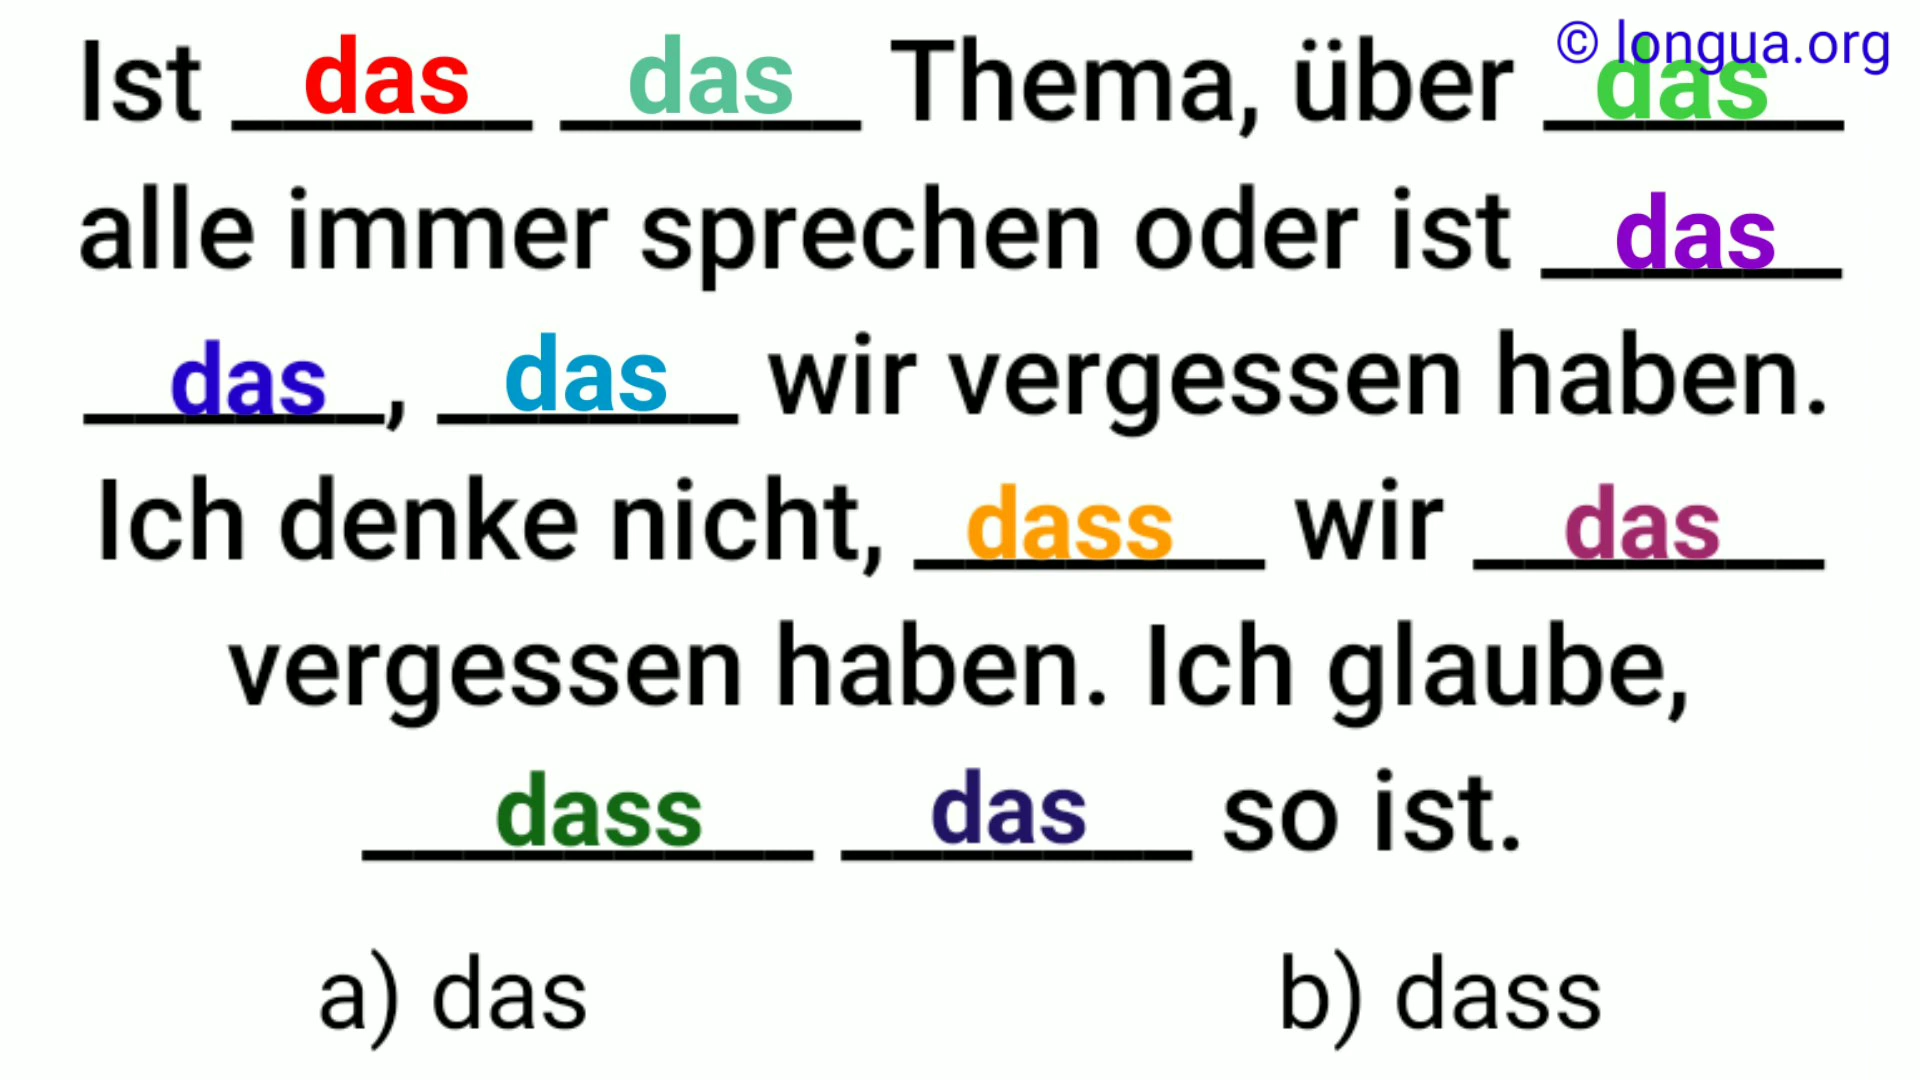 © longua.org
Ist das das Thema, über das
alle immer sprechen oder ist das
das, das wir vergessen haben.
Ich denke nicht, dass wir das
vergessen haben. Ich glaube,
dass das so ist.
a) das b) dass